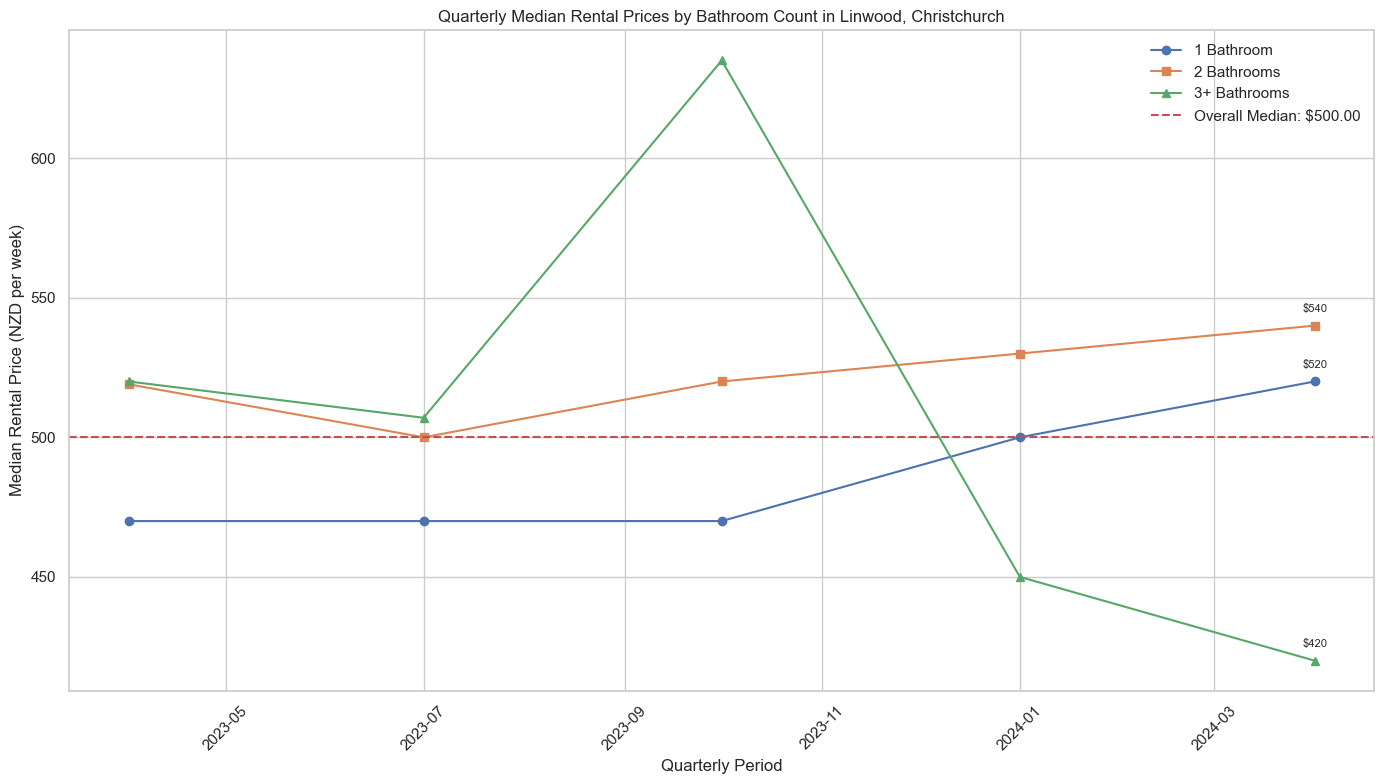 Quarterly Median Rental Prices by Bathroom Count in Linwood, Christchurch
1 Bathroom
2 Bathrooms
3+ Bathrooms
Overall Median: $500.00
Median Rental Price (NZD per week)
600
550
500
450
$540
$520
$420
2023-05
2023-07
2023-09
2023-11
2024-01
2024-03
Quarterly Period